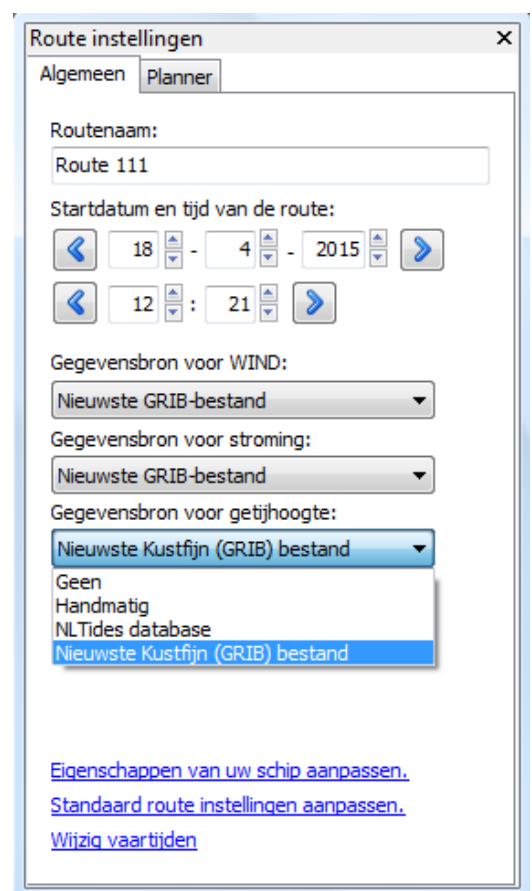 Route instellingen
Algemeen Planner
Routenaam:
Route 111
Startdatum en tijd van de route:
18 - 4 - 2015
12 : 21
Gegevensbron voor WIND:
Nieuwste GRIB-bestand
Gegevensbron voor stroming:
Nieuwste GRIB-bestand
Gegevensbron voor getijhoogte:
Nieuwste Kustfijn (GRIB) bestand
Geen
Handmatig
NLTides database
Nieuwste Kustfijn (GRIB) bestand
Eigenschappen van uw schip aanpassen.
Standaard route instellingen aanpassen.
Wijzig vaartijden